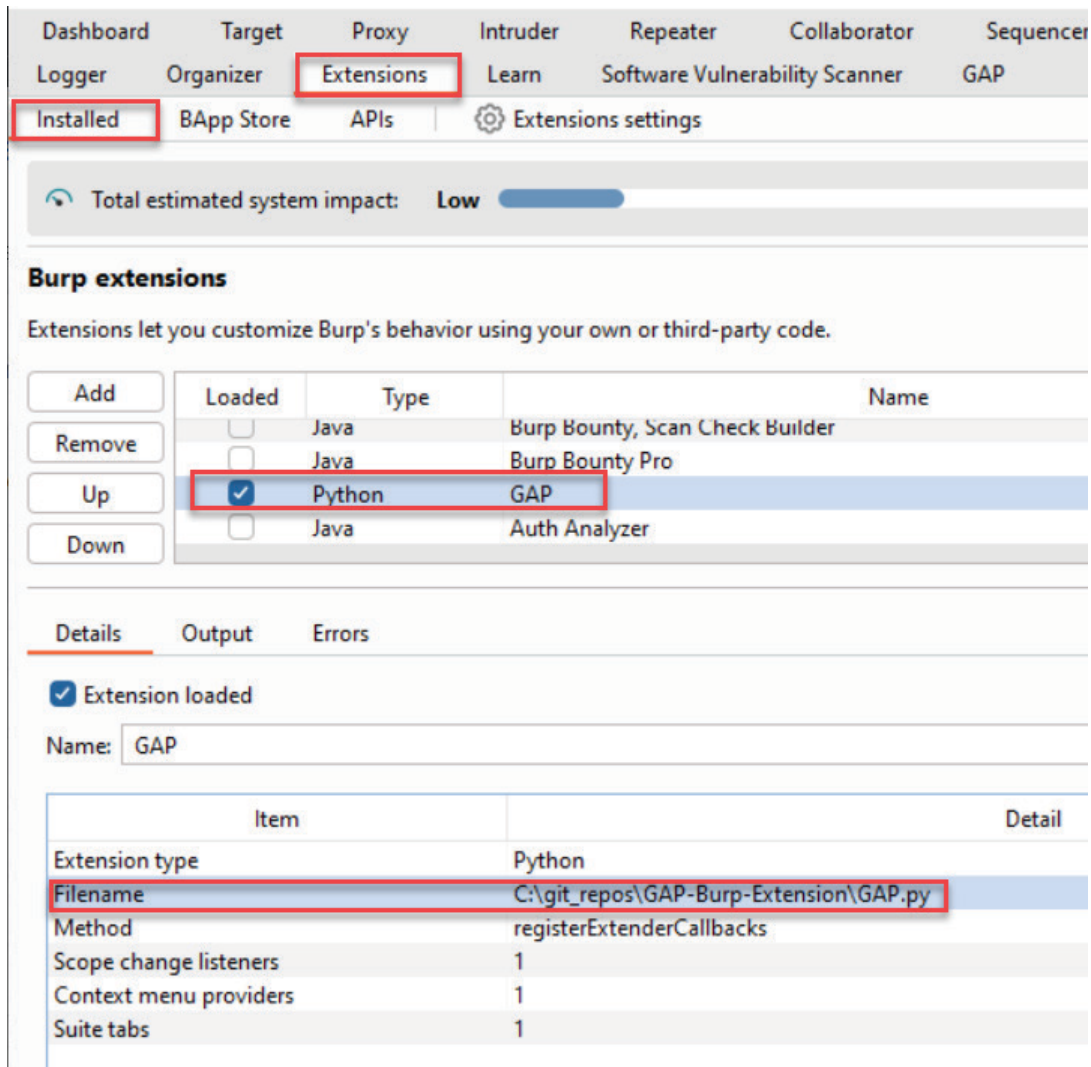 Dashboard Target Proxy Intruder Repeater Collaborator Sequencer
Logger Organizer Extensions Learn Software Vulnerability Scanner GAP
Installed BApp Store APIs Extensions settings
Total estimated system impact: Low
Burp extensions
Extensions let you customize Burp's behavior using your own or third-party code.
Add Loaded Type Name
Java Burp Bounty, Scan Check Builder
Remove
Java Burp Bounty Pro
Up Python GAP
Java Auth Analyzer
Down
Details Output Errors
Extension loaded
Name: GAP
Item Detail
Extension type Python
Filename C:\git_repos\GAP-Burp-Extension\GAP.py
Method registerExtenderCallbacks
Scope change listeners 1
Context menu providers 1
Suite tabs 1